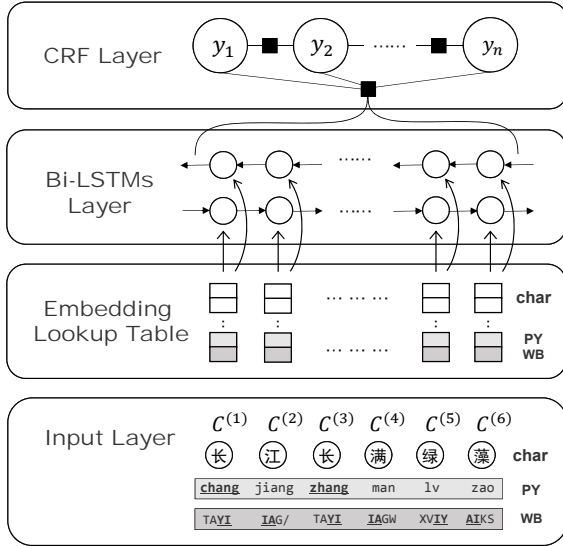 CRF Layer
y1 y2 ...... yn
Bi-LSTMs
Layer
......
......
Embedding
Lookup Table
... ... ... char
: : : :
PY
... ... ... WB
Input Layer
C(1) C(2) C(3) C(4) C(5) C(6)
长 江 长 满 绿 藻 char
chang jiang zhang man lv zao PY
TAYI IAG/ TAYI IAGW XVIY AIKS WB